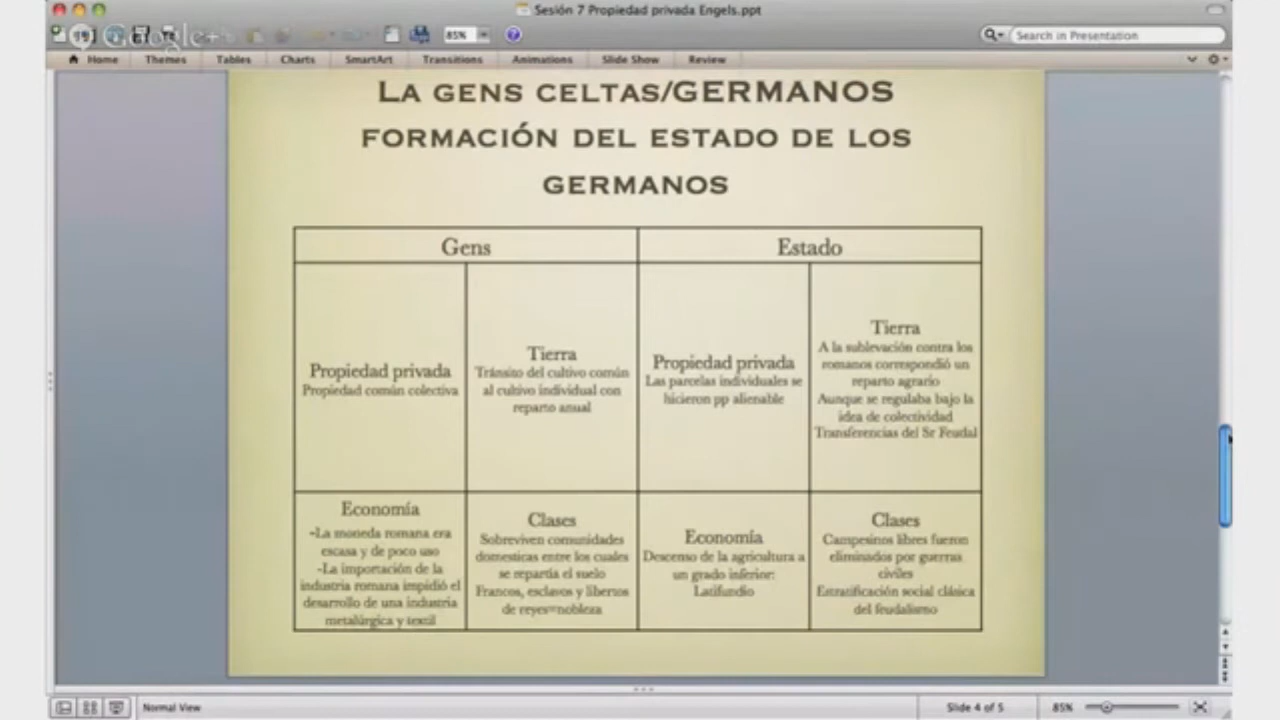 Sesión 7 Propiedad privada Engels.ppt
Google+
85%
Search in Presentation
Home Themes Tables Charts SmartArt Transitions Animations Slide Show Review
LA GENS CELTAS/GERMANOS
FORMACIÓN DEL ESTADO DE LOS
GERMANOS
Gens
Estado
Propiedad privada
Propiedad común colectiva
Tierra
Tránsito del cultivo común
al cultivo individual con
reparto anual
Propiedad privada
Las parcelas individuales se
hicieron pp alienable
Tierra
A la sublevación contra los
romanos correspondió un
reparto agrario
Aunque se regulaba bajo la
idea de colectividad
Transferencias del Sr Feudal
Economía
-La moneda romana era
escasa y de poco uso
-La importación de la
industria romana impidió el
desarrollo de una industria
metalúrgica y textil
Clases
Sobreviven comunidades
domesticas entre los cuales
se repartía el suelo
Francos, esclavos y libertos
de reyes=nobleza
Economía
Descenso de la agricultura a
un grado inferior:
Latifundio
Clases
Campesinos libres fueron
eliminados por guerras
civiles
Estratificación social clásica
del feudalismo
Normal View
Slide 4 of 5
85%